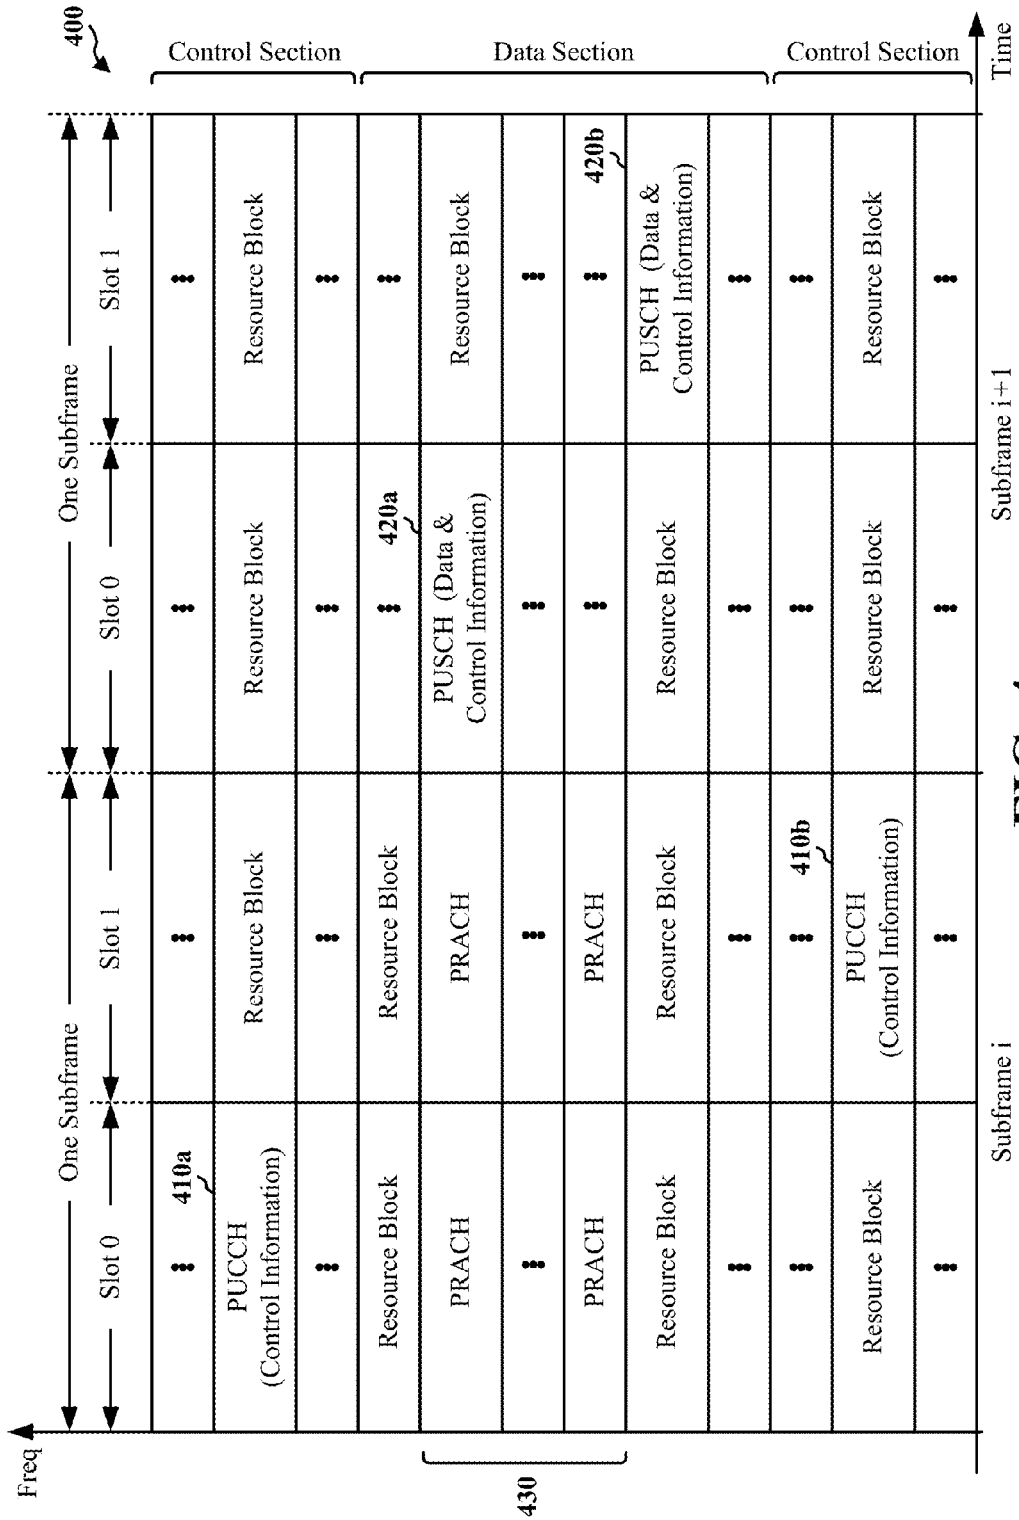 400
Freq
One Subframe
One Subframe
Slot 0
Slot 1
Slot 0
Slot 1
410a
PUCCH
(Control Information)
Resource Block
Resource Block
Resource Block
Control Section
Resource Block
Resource Block
420a
430
PRACH
PRACH
PUSCH (Data &
Control Information)
Resource Block
Data Section
PRACH
PRACH
420b
Resource Block
Resource Block
Resource Block
PUSCH (Data &
Control Information)
410b
Resource Block
PUCCH
(Control Information)
Resource Block
Resource Block
Control Section
Subframe i
Subframe i+1
Time